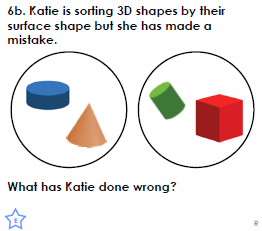 6b. Katie is sorting 3D shapes by their
surface shape but she has made a
mistake.
What has Katie done wrong?
E
R